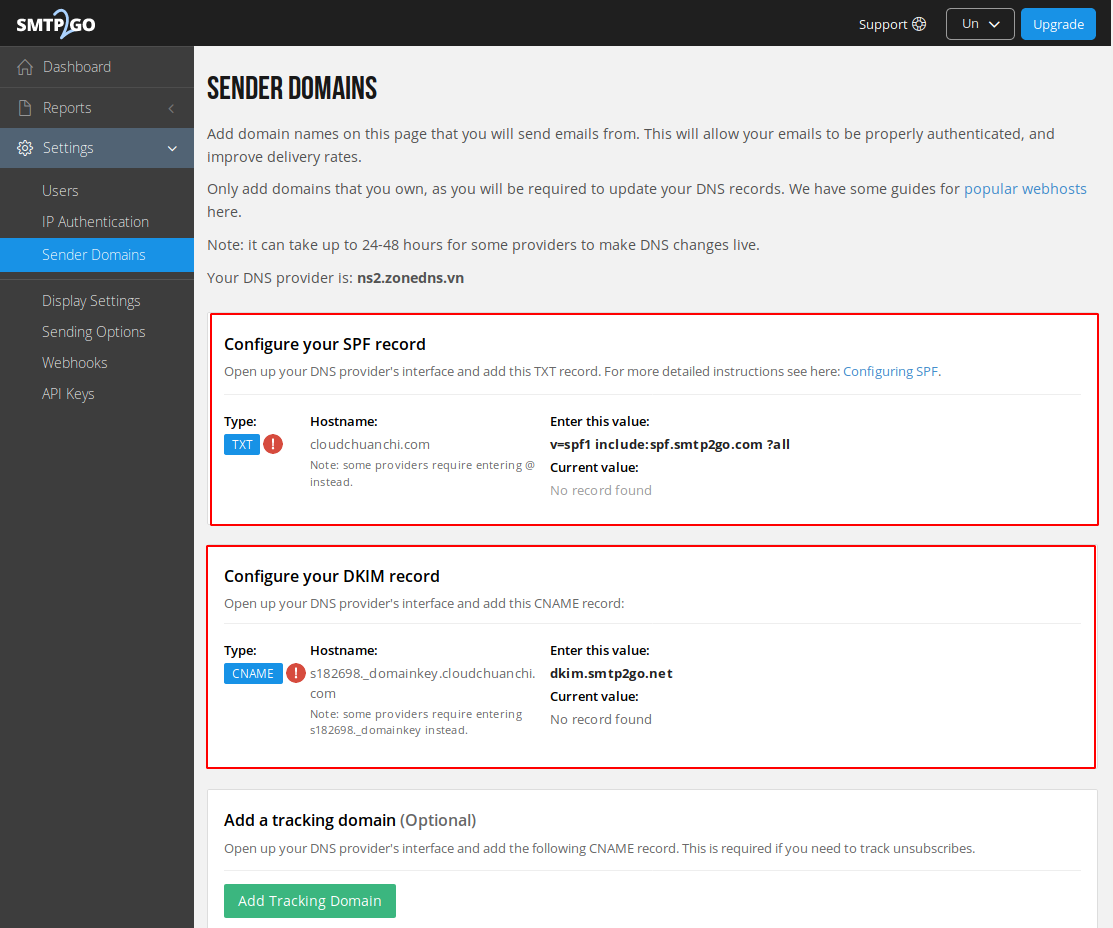 SMTP2GO
Support
Un
Upgrade
Dashboard
Reports
Settings
Users
IP Authentication
Sender Domains
Display Settings
Sending Options
Webhooks
API Keys
SENDER DOMAINS
Add domain names on this page that you will send emails from. This will allow your emails to be properly authenticated, and
improve delivery rates.
Only add domains that you own, as you will be required to update your DNS records. We have some guides for popular webhosts
here.
Note: it can take up to 24-48 hours for some providers to make DNS changes live.
Your DNS provider is: ns2.zonedns.vn
Configure your SPF record
Open up your DNS provider's interface and add this TXT record. For more detailed instructions see here: Configuring SPF.
Type:
TXT
Hostname:
cloudchuanchi.com
Note: some providers require entering @
instead.
Enter this value:
v=spf1 include:spf.smtp2go.com ?all
Current value:
No record found
Configure your DKIM record
Open up your DNS provider's interface and add this CNAME record:
Type:
CNAME
Hostname:
s182698._domainkey.cloudchuanchi.
com
Note: some providers require entering
s182698._domainkey instead.
Enter this value:
dkim.smtp2go.net
Current value:
No record found
Add a tracking domain (Optional)
Open up your DNS provider's interface and add the following CNAME record. This is required if you need to track unsubscribes.
Add Tracking Domain